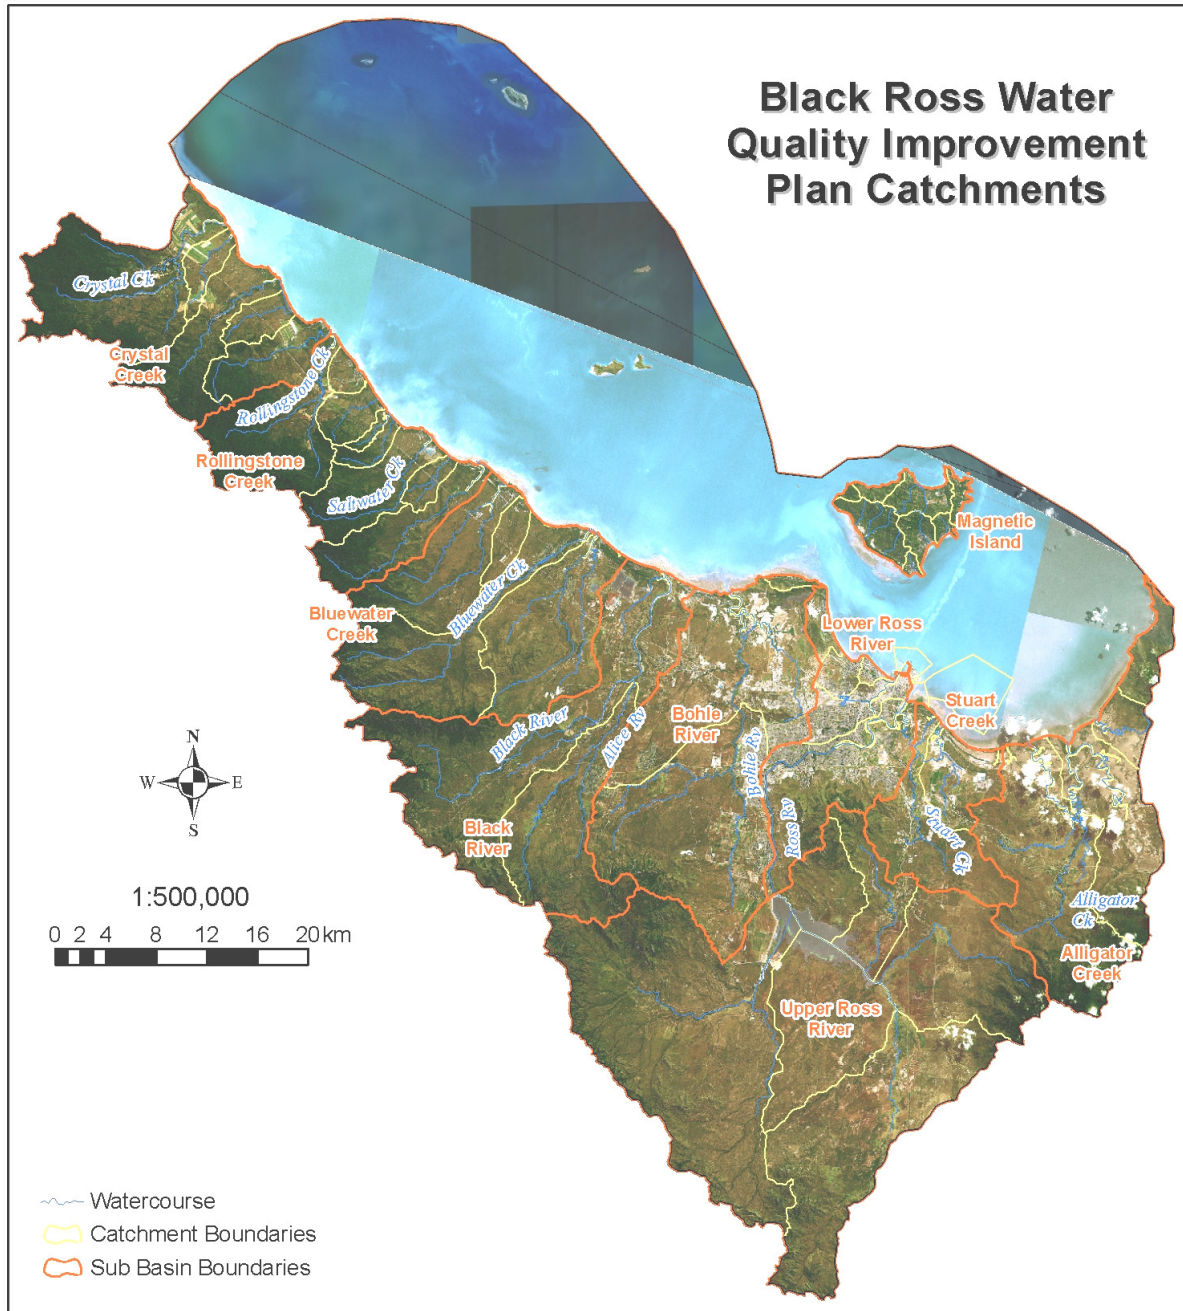 Black Ross Water
Quality Improvement
Plan Catchments
Crystal Ck
Crystal
Creek
Rollingstone Ck
Rollingstone
Creek
Saltwater Ck
Magnetic
Island
Bluewater Ck
Bluewater
Creek
Lower Ross
River
Stuart
Creek
Black River
Alice Rv
Bohle
River
Bohle Rv
Ross Rv
Stuart Ck
Black
River
Alligator
Ck
Alligator
Creek
Upper Ross
River
N
W E
S
1:500,000
0 2 4 8 12 16 20 km
Watercourse
Catchment Boundaries
Sub Basin Boundaries